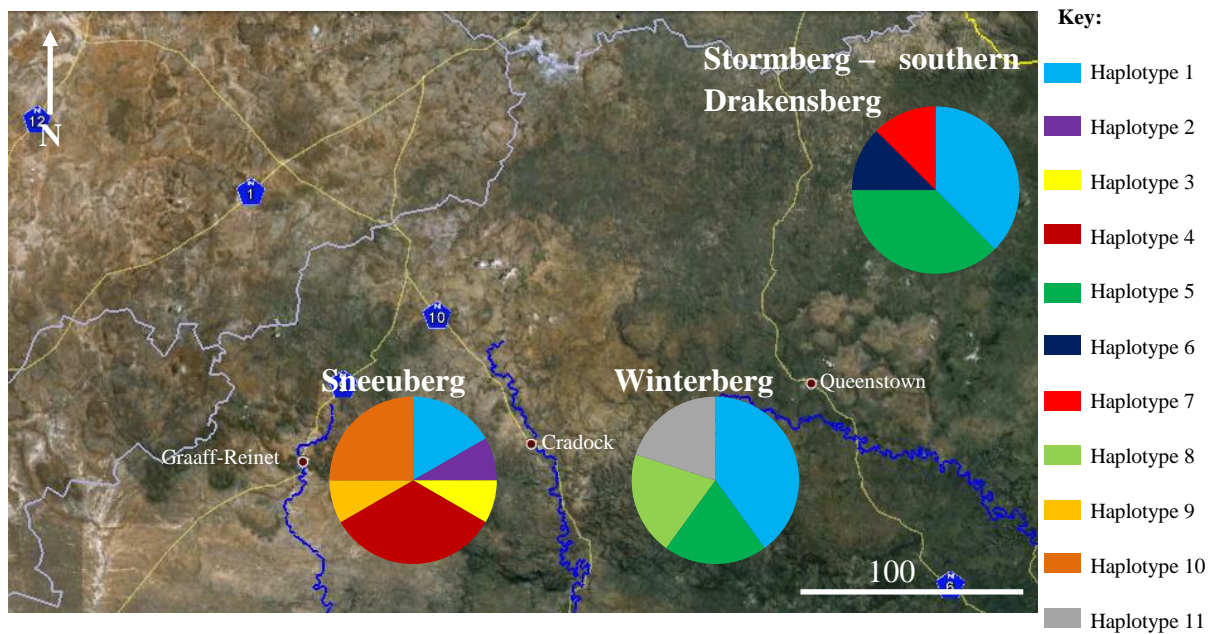 Key:
Stormberg – southern
Drakensberg
N
12
N
Haplotype 1
Haplotype 2
Haplotype 3
N
1
Haplotype 4
Haplotype 5
N
10
Haplotype 6
Sneeuberg
Winterberg
Queenstown
Haplotype 7
Graaff-Reinet
Cradock
Haplotype 8
Haplotype 9
100
N
6
Haplotype 10
Haplotype 11